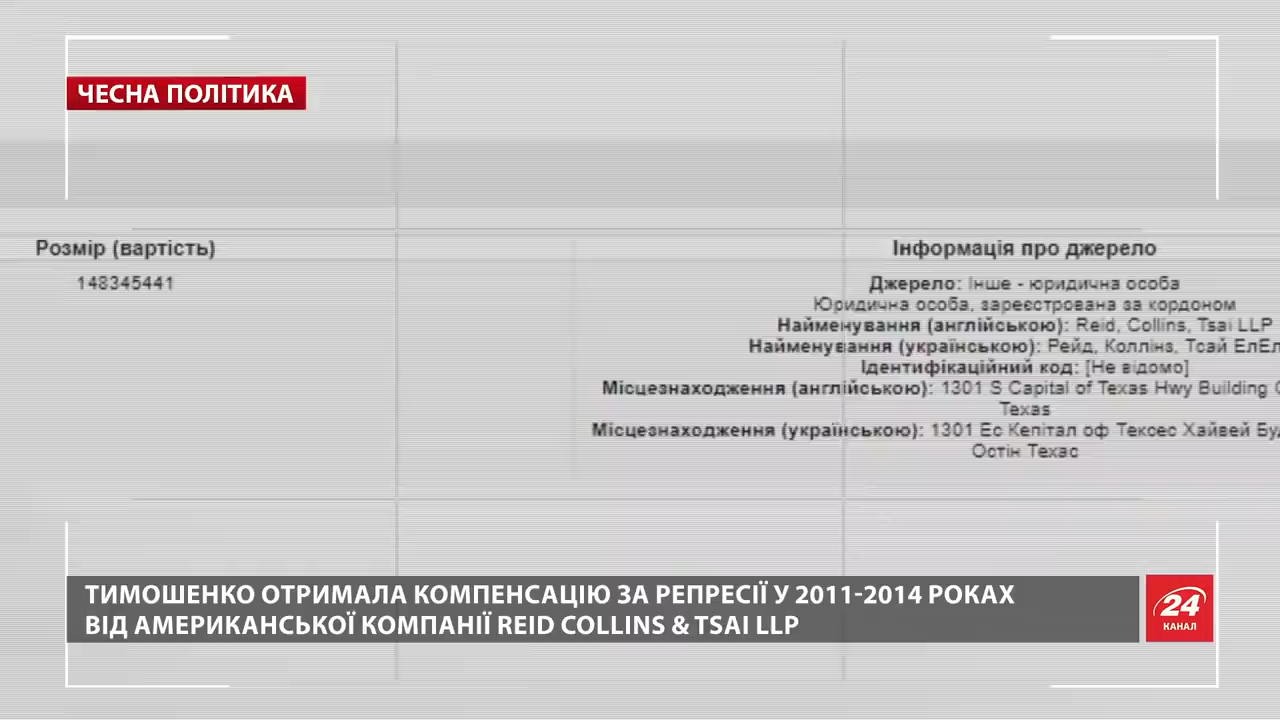 ЧЕСНА ПОЛІТИКА
Розмір (вартість)
Інформація про джерело
148345441
Джерело: Інше - юридична особа
Юридична особа, зареєстрована за кордоном
Найменування (англійською): Reid, Collins, Tsai LLP
Найменування (українською): Рейд, Коллінз, Тсай
Ідентифікаційний код: [Не відомо]
Місцезнаходження (англійською): 1301 S Capital of Texas Hwy Building
Texas
Місцезнаходження (українською): 1301 Ес Кепітал оф Тексес Хайвей
Остін Техас
ТИМОШЕНКО ОТРИМАЛА КОМПЕНСАЦІЮ ЗА РЕПРЕСІЇ У 2011-2014 РОКАХ
ВІД АМЕРИКАНСЬКОЇ КОМПАНІЇ REID COLLINS & TSAI LLP
24
КАНАЛ